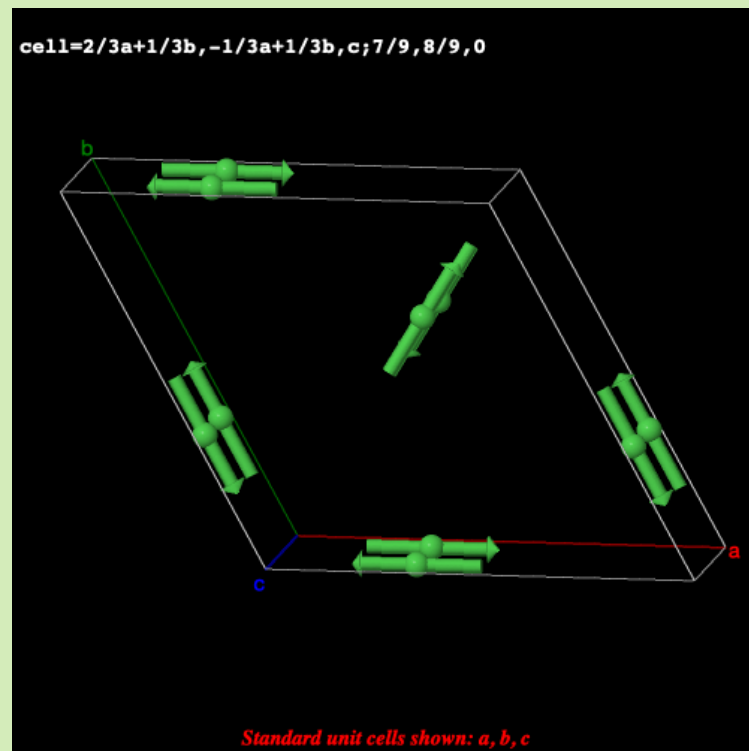 cell=2/3a+1/3b,-1/3a+1/3b,c;7/9,8/9,0
b
a
c
Standard unit cells shown: a, b, c